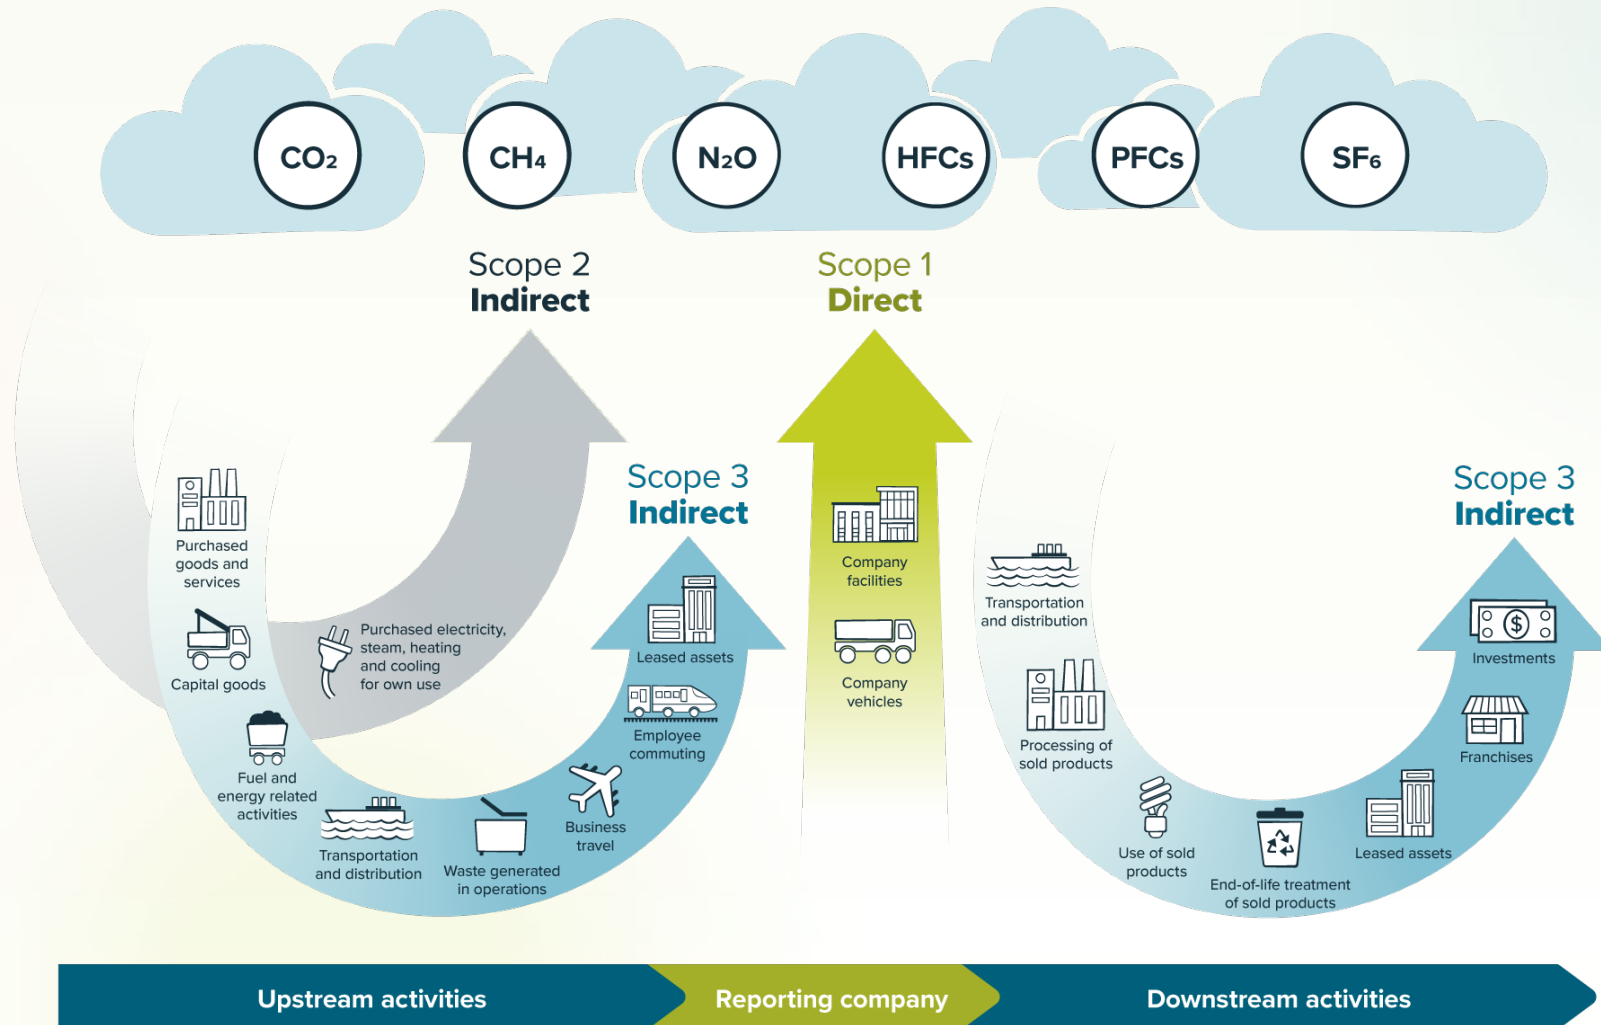 CO₂
CH₄
N₂O
HFCs
PFCs
SF₆
Scope 2
Indirect
Scope 1
Direct
Scope 3
Indirect
Scope 3
Indirect
Purchased
goods and
services
Capital goods
Fuel and
energy related
activities
Transportation
and distribution
Waste generated
in operations
Business
travel
Employee
commuting
Leased assets
Purchased electricity,
steam, heating
and cooling
for own use
Company
facilities
Company
vehicles
Transportation
and distribution
Processing of
sold products
Use of sold
products
End-of-life treatment
of sold products
Leased assets
Franchises
Investments
$
Upstream activities
Reporting company
Downstream activities